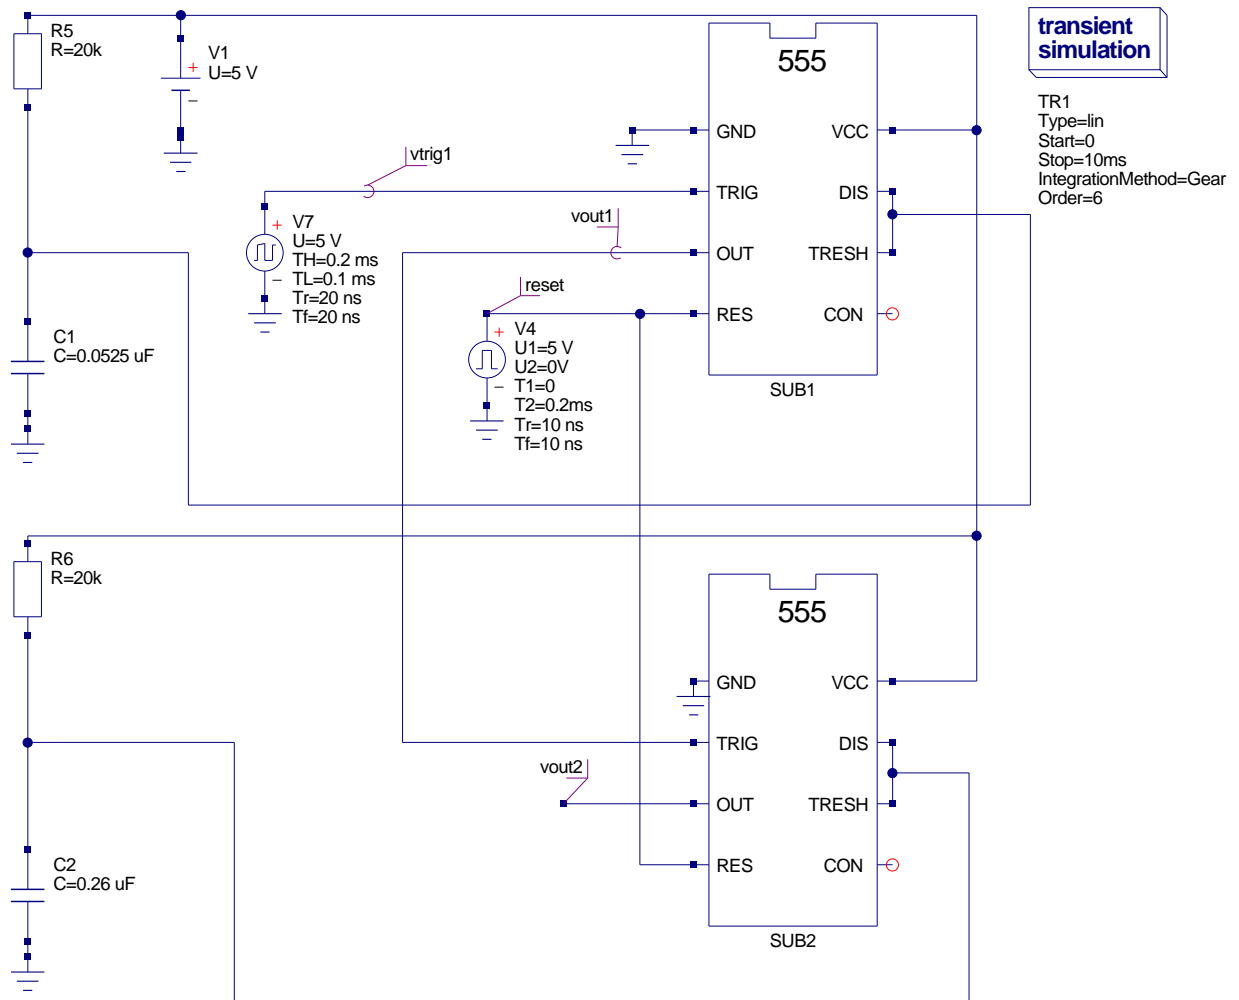 R5
R=20k
V1
U=5 V
+
–
555
GND
VCC
TRIG
DIS
OUT
TRESH
RES
CON
SUB1
transient
simulation
TR1
Type=lin
Start=0
Stop=10ms
IntegrationMethod=Gear
Order=6
vtrig1
+
V7
U=5 V
TH=0.2 ms
TL=0.1 ms
–
Tr=20 ns
Tf=20 ns
vout1
reset
+
V4
U1=5 V
U2=0V
–
T1=0
T2=0.2ms
Tr=10 ns
Tf=10 ns
C1
C=0.0525 uF
R6
R=20k
555
GND
VCC
TRIG
DIS
vout2
OUT
TRESH
RES
CON
SUB2
C2
C=0.26 uF